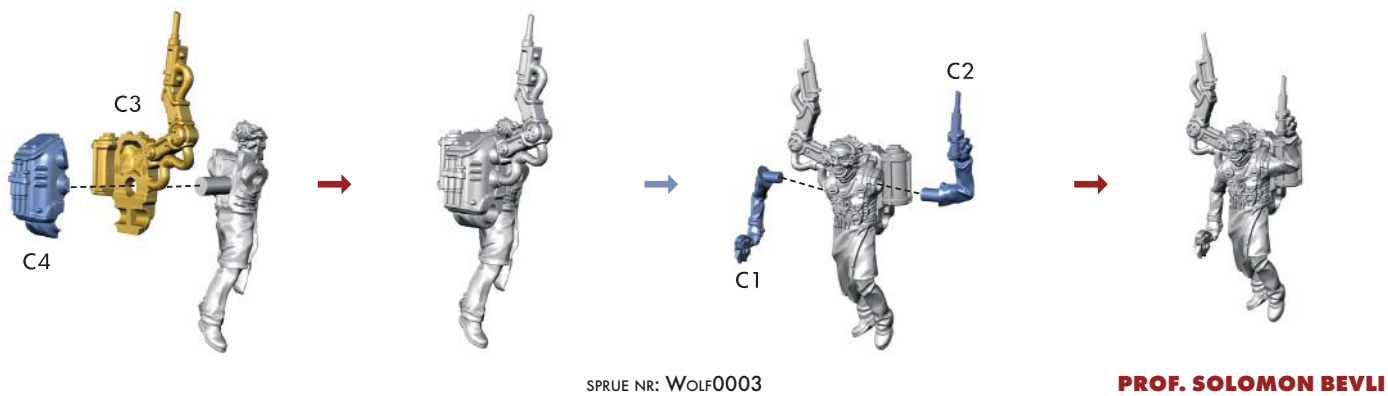 C3
C2
C4
C1
SPRUE NR: WOLF0003
PROF. SOLOMON BEVLI